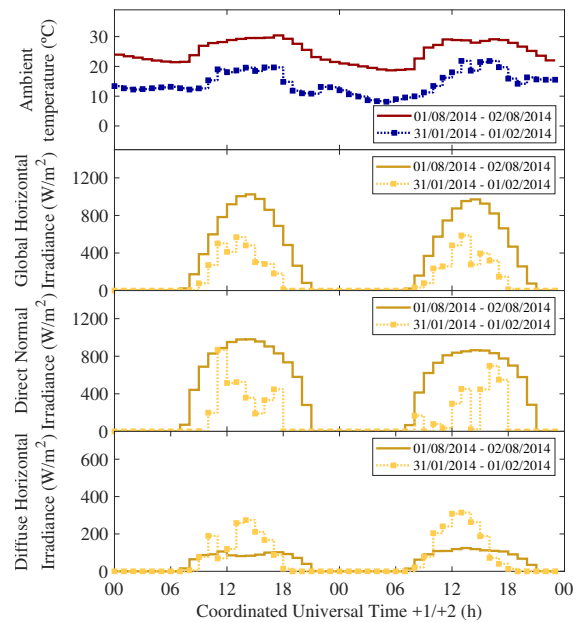 Ambient
temperature (ºC)
30
20
10
0
01/08/2014 - 02/08/2014
31/01/2014 - 01/02/2014
Global Horizontal
Irradiance (W/m²)
1200
800
400
0
01/08/2014 - 02/08/2014
31/01/2014 - 01/02/2014
Direct Normal
Irradiance (W/m²)
1200
800
400
0
01/08/2014 - 02/08/2014
31/01/2014 - 01/02/2014
Diffuse Horizontal
Irradiance (W/m²)
600
400
200
0
01/08/2014 - 02/08/2014
31/01/2014 - 01/02/2014
00 06 12 18 00 06 12 18 00
Coordinated Universal Time +1/+2 (h)